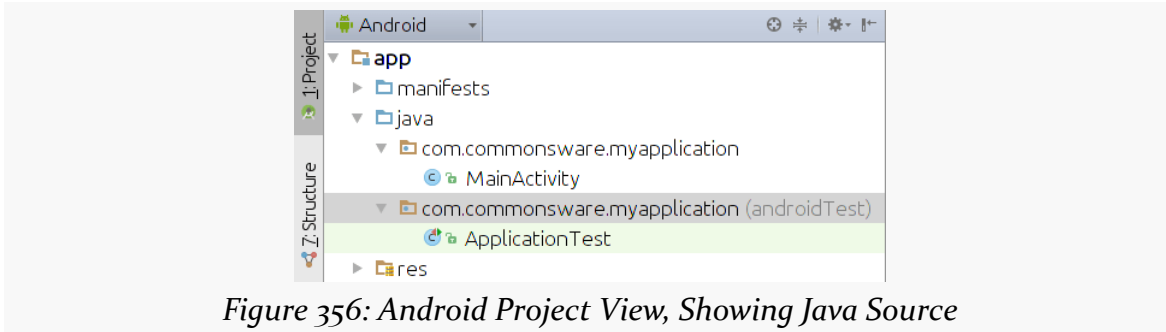 Android
1: Project
app
manifests
java
com.commonsware.myapplication
MainActivity
com.commonsware.myapplication (androidTest)
ApplicationTest
res
Z: Structure
Figure 356: Android Project View, Showing Java Source